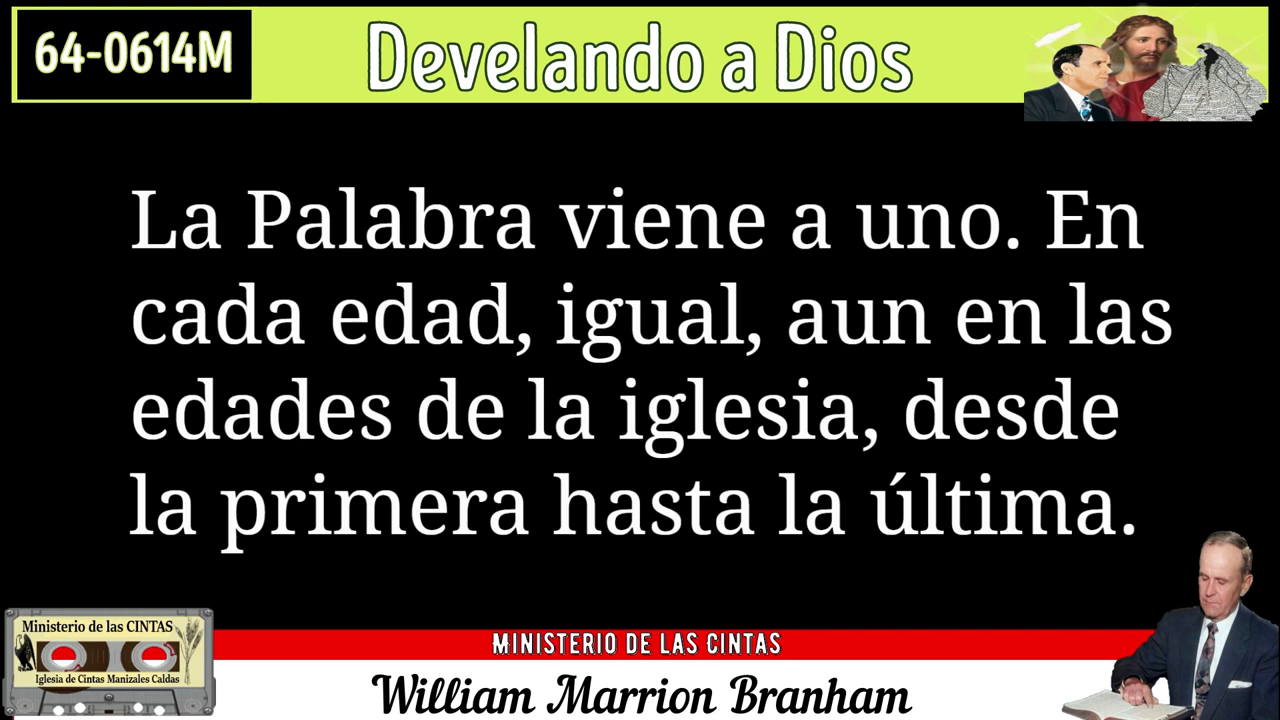 64-0614M
Develando a Dios
La Palabra viene a uno. En
cada edad, igual, aun en las
edades de la iglesia, desde
la primera hasta la última.
Ministerio de las CINTAS
Iglesia de Cintas Manizales Caldas
MINISTERIO DE LAS CINTAS
William Marrion Branham